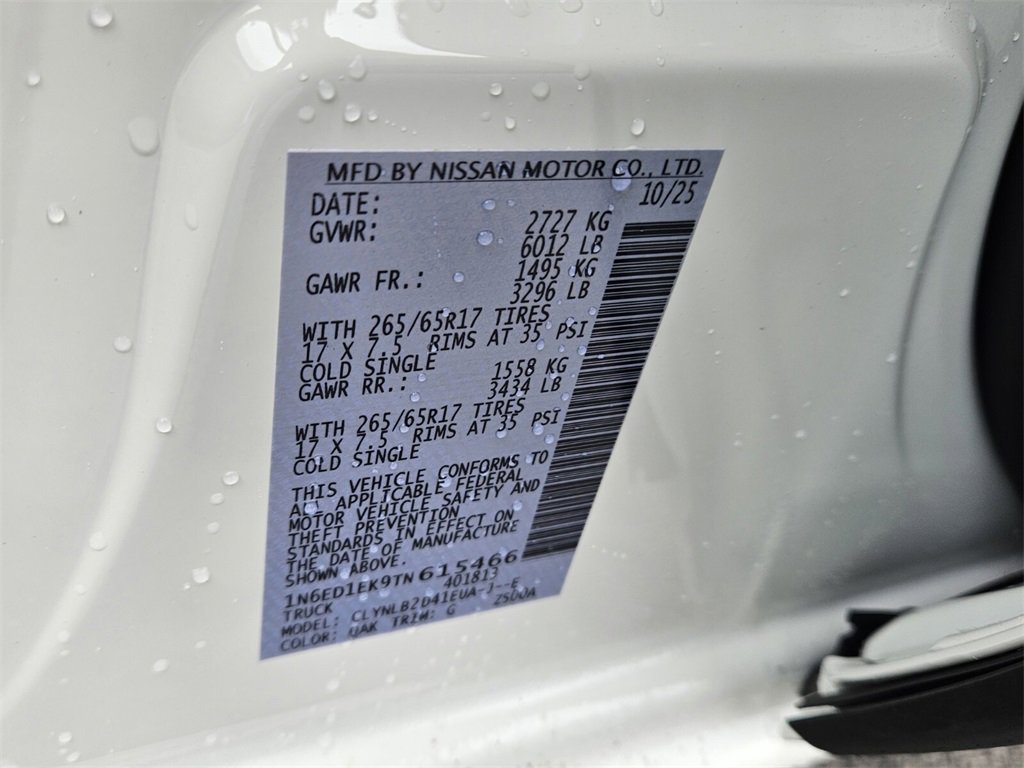 MFD BY NISSAN MOTOR CO., LTD.
DATE: 10/25
GVWR: 2727 KG
6012 LB
GAWR FR.: 1495 KG
3296 LB
WITH 265/65R17 TIRES
17 X 7.5 RIMS AT 35 PSI
COLD SINGLE
GAWR RR.: 1558 KG
3434 LB
WITH 265/65R17 TIRES
17 X 7.5 RIMS AT 35 PSI
COLD SINGLE
THIS VEHICLE CONFORMS TO
ALL APPLICABLE FEDERAL
MOTOR VEHICLE SAFETY AND
THEFT PREVENTION
STANDARDS IN EFFECT ON
THE DATE OF MANUFACTURE
SHOWN ABOVE.
1N6ED1EK9TN615466
TRUCK 401813
MODEL: CLYNLB2D41EUA-J--E
COLOR: QAK TRIM: G